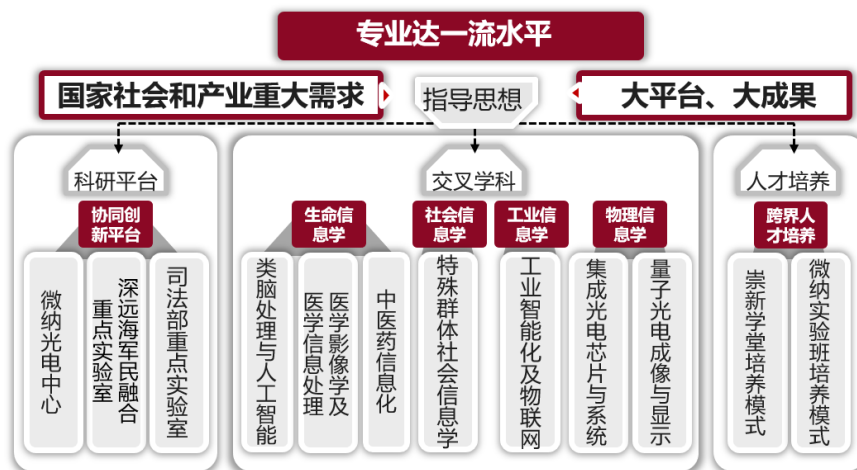 专业达一流水平
国家社会和产业重大需求
指导思想
大平台、大成果
科研平台
交叉学科
人才培养
协同创
新平台
生命信
息学
社会信
息学
工业信
息学
物理信
息学
跨界人
才培养
微纳光电中心
深远海军民融合
重点实验室
司法部重点实验室
类脑处理与人工智能
医学影像学及
医学信息处理
中医药信息化
特殊群体社会信息学
工业智能化及物联网
集成光电芯片与系统
量子光电成像与显示
崇新学堂培养模式
微纳实验班培养模式